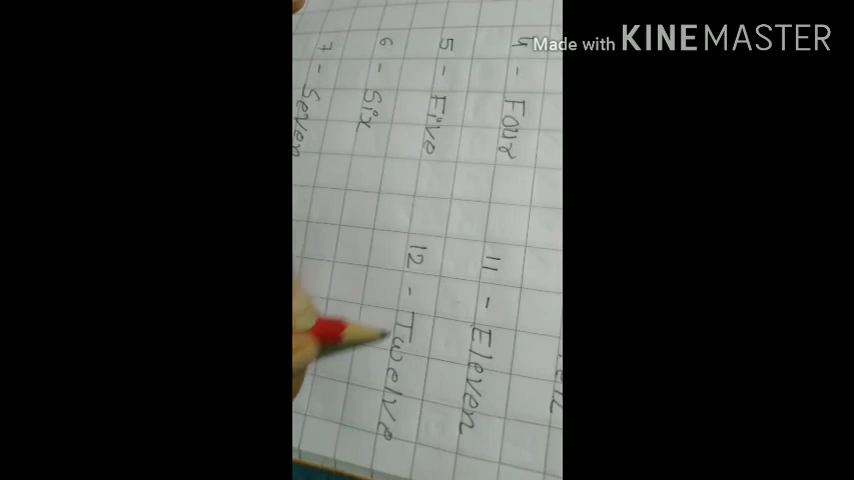 Made with KINEMASTER
4 - Four
5 - Five
6 - Six
7 - Seven
11 - Eleven
12 - Twelve